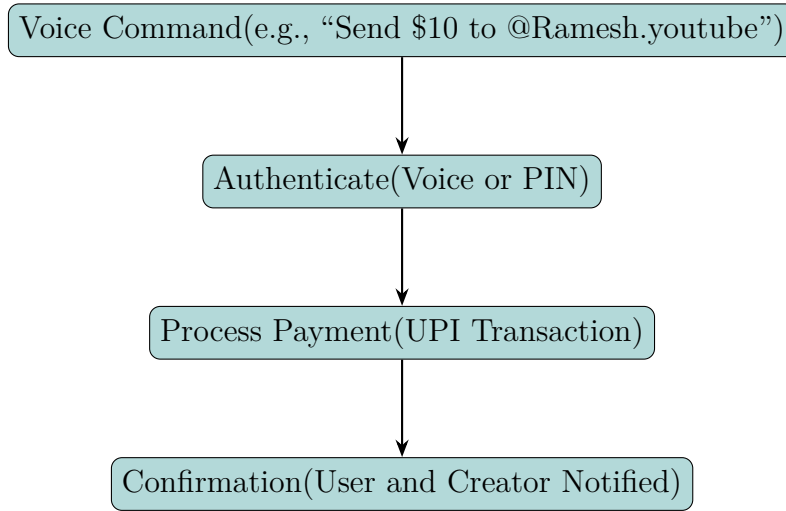 Voice Command(e.g., “Send $10 to @Ramesh.youtube”)
Authenticate(Voice or PIN)
Process Payment(UPI Transaction)
Confirmation(User and Creator Notified)